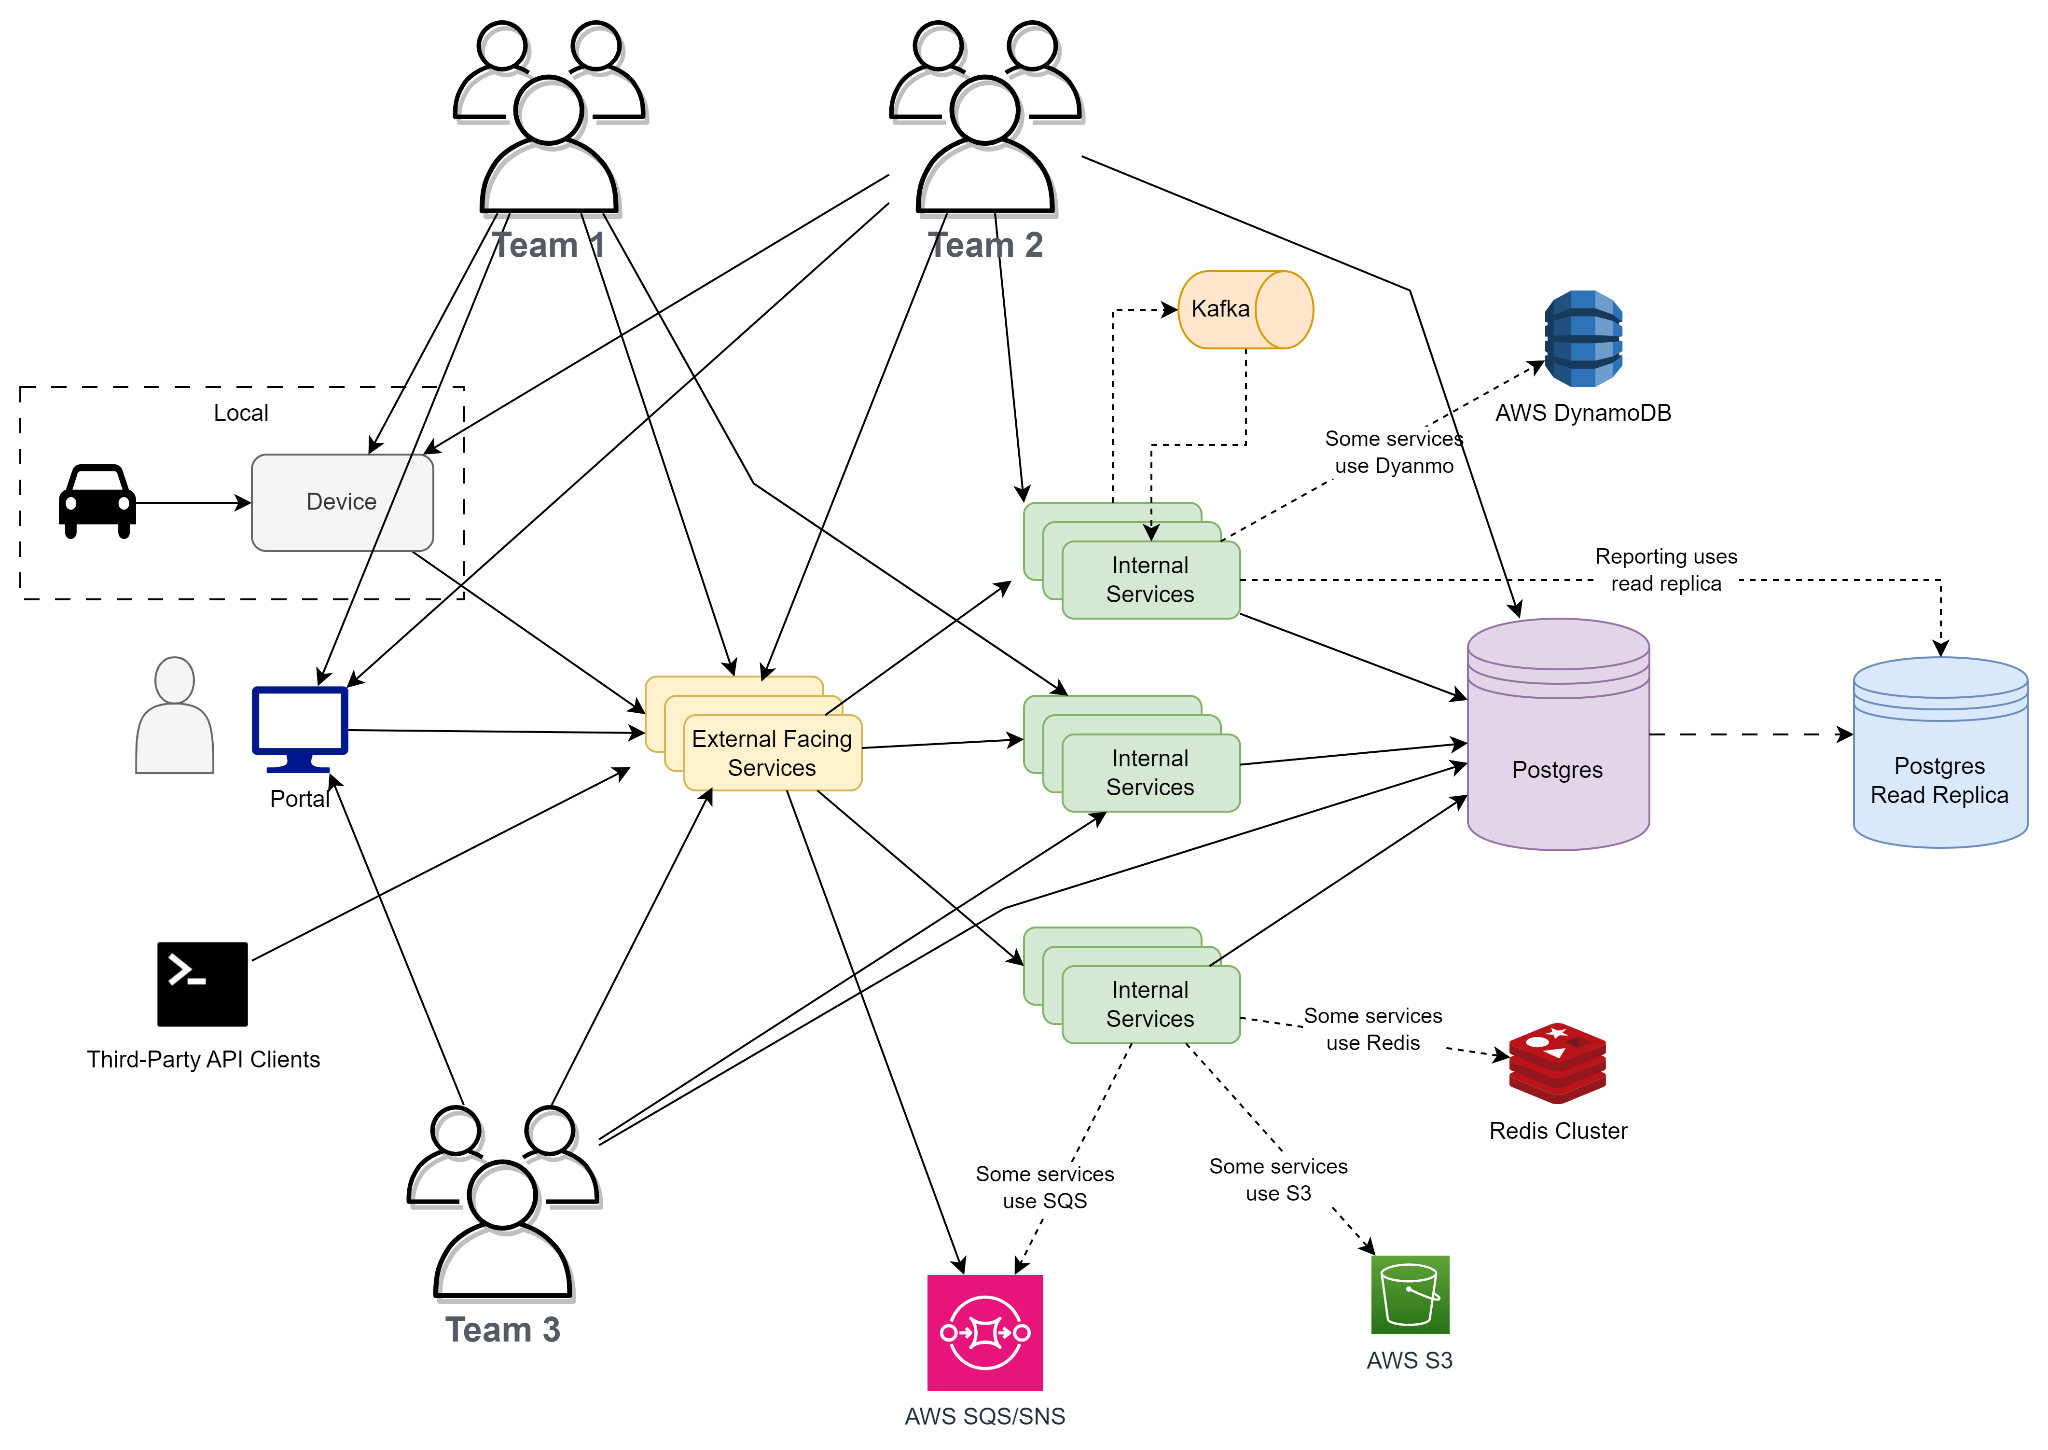 Team 1
Team 2
Kafka
Local
AWS DynamoDB
Some services
use Dyanmo
Device
Internal
Services
Reporting uses
read replica
External Facing
Services
Internal
Services
Postgres
Postgres
Read Replica
Portal
Internal
Services
Some services
use Redis
Third-Party API Clients
Redis Cluster
Some services
use SQS
Some services
use S3
Team 3
AWS S3
AWS SQS/SNS